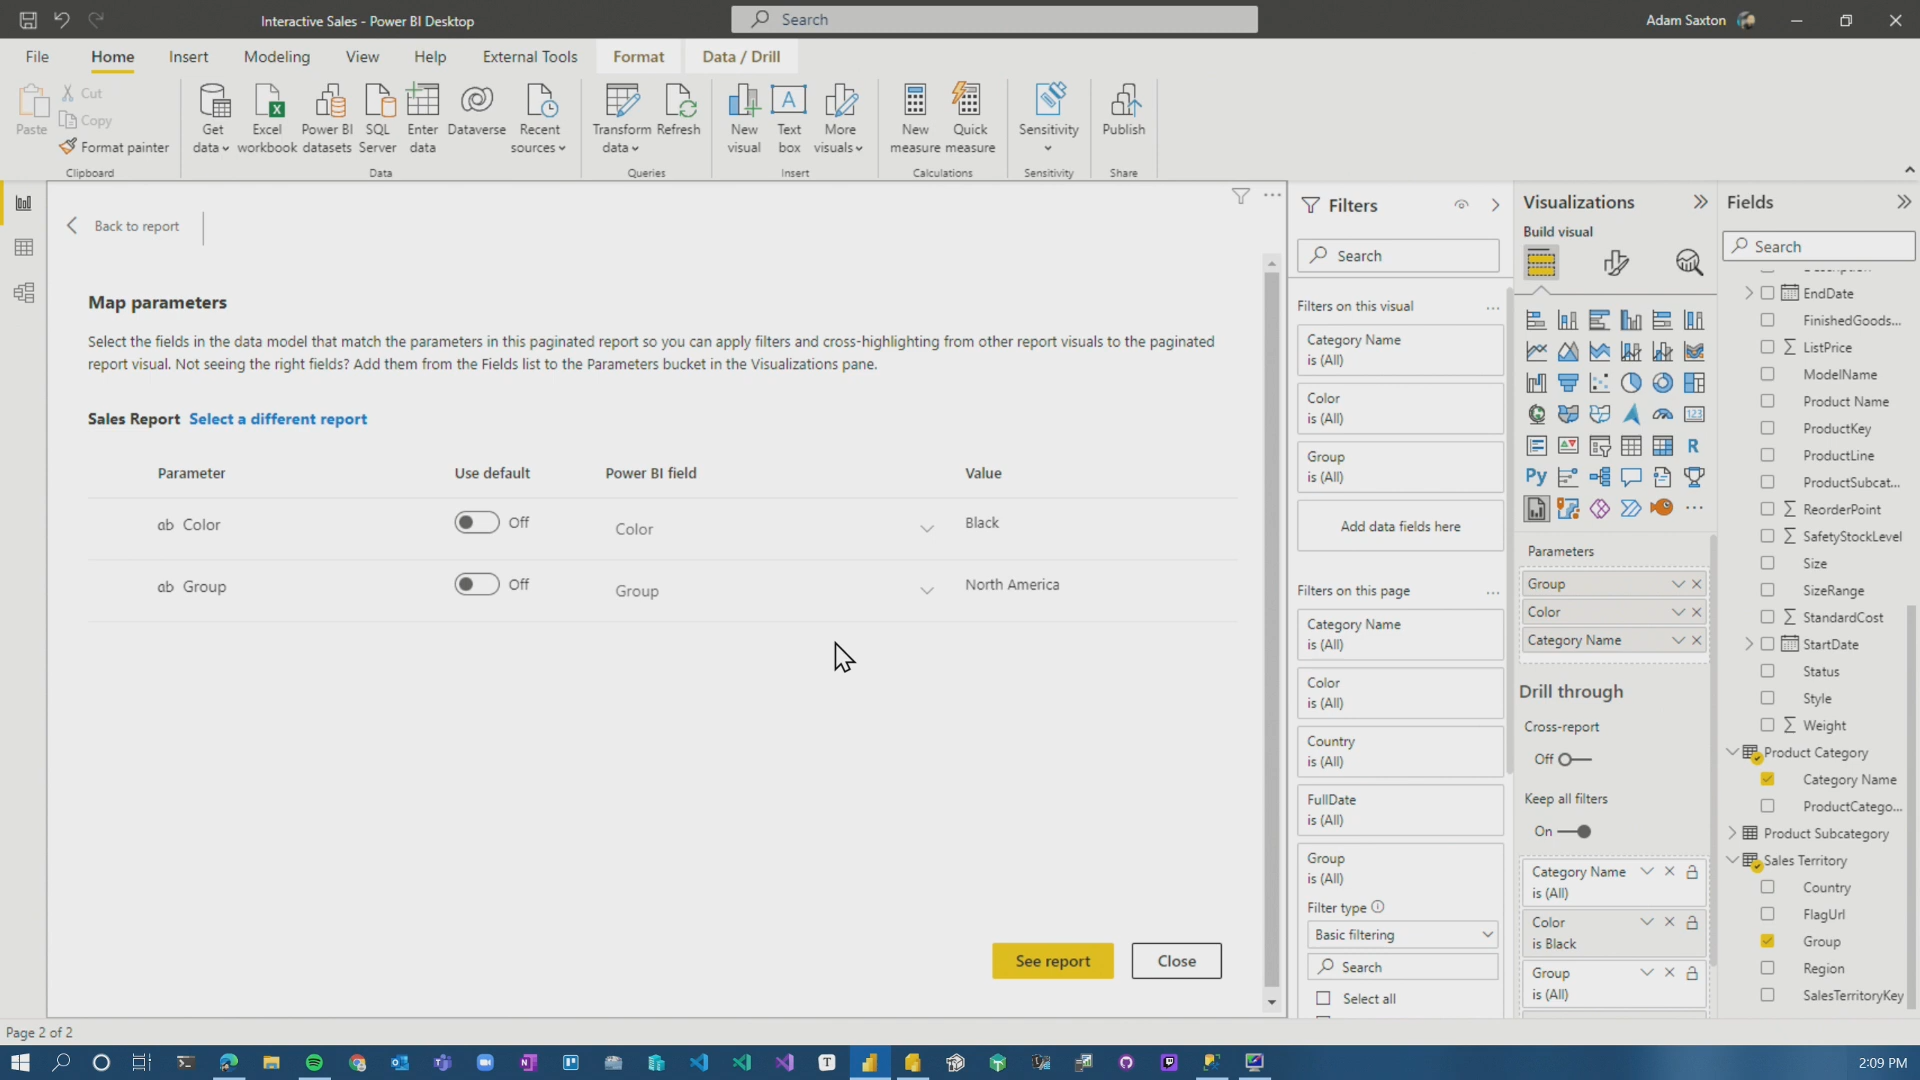 Interactive Sales - Power BI Desktop
Search
Adam Saxton
File
Home
Insert
Modeling
View
Help
External Tools
Format
Data / Drill
Paste
Cut
Copy
Format painter
Clipboard
Get data
Excel workbook
Power BI datasets
SQL Server
Enter data
Dataverse
Recent sources
Data
Transform data
Refresh
Queries
New visual
Text box
More visuals
Insert
New measure
Quick measure
Calculations
Sensitivity
Sensitivity
Publish
Share
Back to report
Map parameters
Select the fields in the data model that match the parameters in this paginated report so you can apply filters and cross-highlighting from other report visuals to the paginated
report visual. Not seeing the right fields? Add them from the Fields list to the Parameters bucket in the Visualizations pane.
Sales Report Select a different report
Parameter Use default Power BI field Value
ab Color Off Color Black
ab Group Off Group North America
See report
Close
Filters
Search
Filters on this visual
Category Name
is (All)
Color
is (All)
Group
is (All)
Add data fields here
Filters on this page
Category Name
is (All)
Color
is (All)
Country
is (All)
FullDate
is (All)
Group
is (All)
Filter type
Basic filtering
Search
Select all
Visualizations
Build visual
123
R
Py
Parameters
Group
Color
Category Name
Drill through
Cross-report
Off
Keep all filters
On
Category Name
is (All)
Color
is Black
Group
is (All)
Fields
Search
EndDate
FinishedGoods...
ListPrice
ModelName
Product Name
ProductKey
ProductLine
ProductSubcat...
ReorderPoint
SafetyStockLevel
Size
SizeRange
StandardCost
StartDate
Status
Style
Weight
Product Category
Category Name
ProductCatego...
Product Subcategory
Sales Territory
Country
FlagUrl
Group
Region
SalesTerritoryKey
Page 2 of 2
2:09 PM